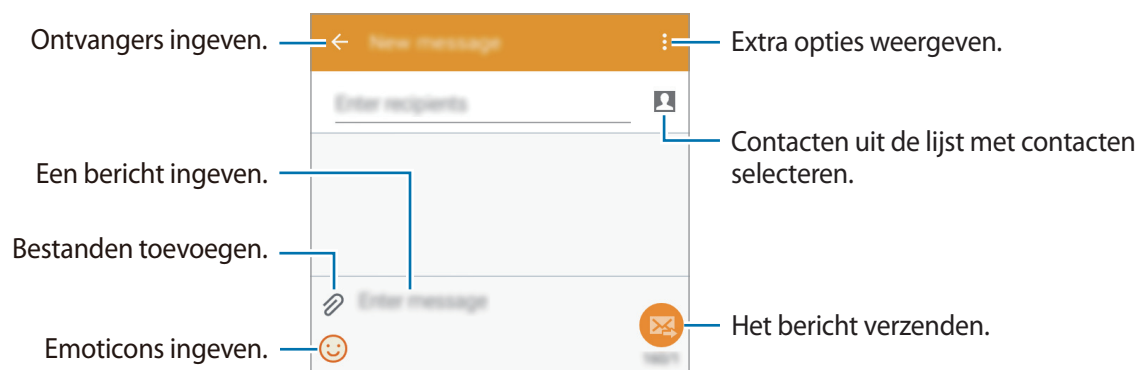 Ontvangers ingeven.
New message
Extra opties weergeven.
Enter recipients
Contacten uit de lijst met contacten
selecteren.
Een bericht ingeven.
Bestanden toevoegen.
Enter message
Het bericht verzenden.
Emoticons ingeven.